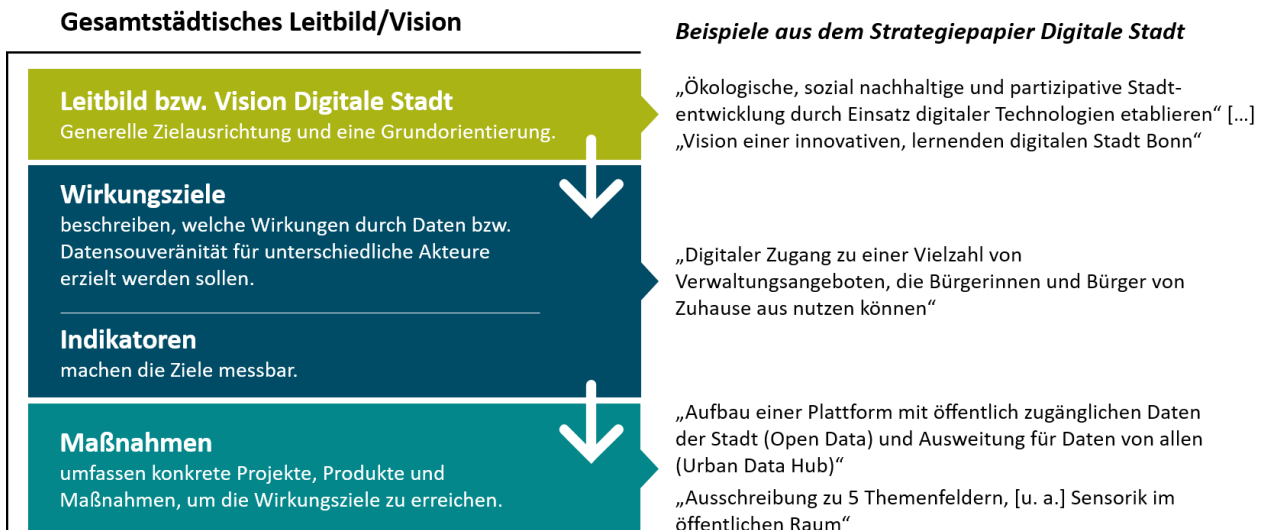 Gesamtstädtisches Leitbild/Vision
Beispiele aus dem Strategiepapier Digitale Stadt
Leitbild bzw. Vision Digitale Stadt
Generelle Zielausrichtung und eine Grundorientierung.
„Ökologische, sozial nachhaltige und partizipative Stadt-
entwicklung durch Einsatz digitaler Technologien etablieren“ […]
„Vision einer innovativen, lernenden digitalen Stadt Bonn“
Wirkungsziele
beschreiben, welche Wirkungen durch Daten bzw.
Datensouveränität für unterschiedliche Akteure
erzielt werden sollen.
„Digitaler Zugang zu einer Vielzahl von
Verwaltungsangeboten, die Bürgerinnen und Bürger von
Zuhause aus nutzen können“
Indikatoren
machen die Ziele messbar.
Maßnahmen
umfassen konkrete Projekte, Produkte und
Maßnahmen, um die Wirkungsziele zu erreichen.
„Aufbau einer Plattform mit öffentlich zugänglichen Daten
der Stadt (Open Data) und Ausweitung für Daten von allen
(Urban Data Hub)“
„Ausschreibung zu 5 Themenfeldern, [u. a.] Sensorik im
öffentlichen Raum“